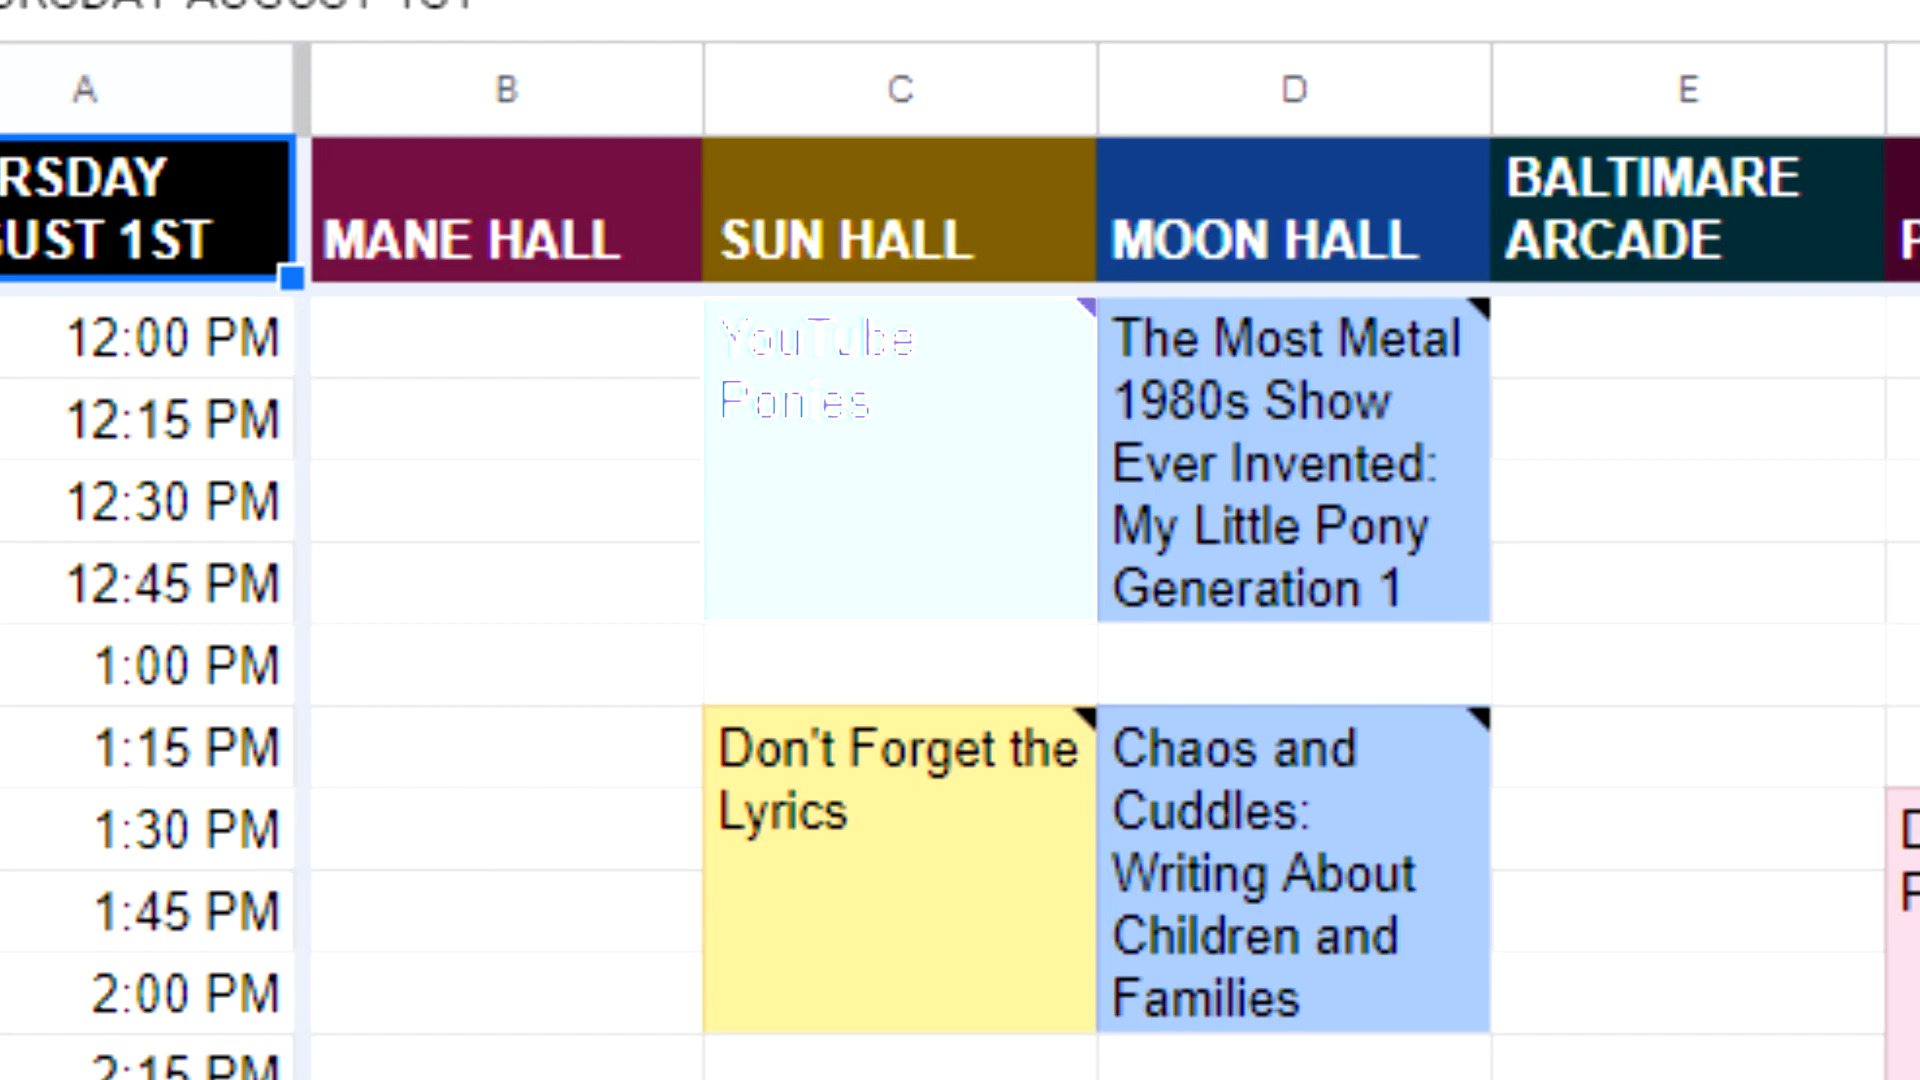 A B C D E
RSDAY
UST 1ST
MANE HALL
SUN HALL
MOON HALL
BALTIMARE
ARCADE
12:00 PM
12:15 PM
12:30 PM
12:45 PM
1:00 PM
1:15 PM
1:30 PM
1:45 PM
2:00 PM
2:15 PM
YouTube
Ponies
The Most Metal
1980s Show
Ever Invented:
My Little Pony
Generation 1
Don't Forget the
Lyrics
Chaos and
Cuddles:
Writing About
Children and
Families